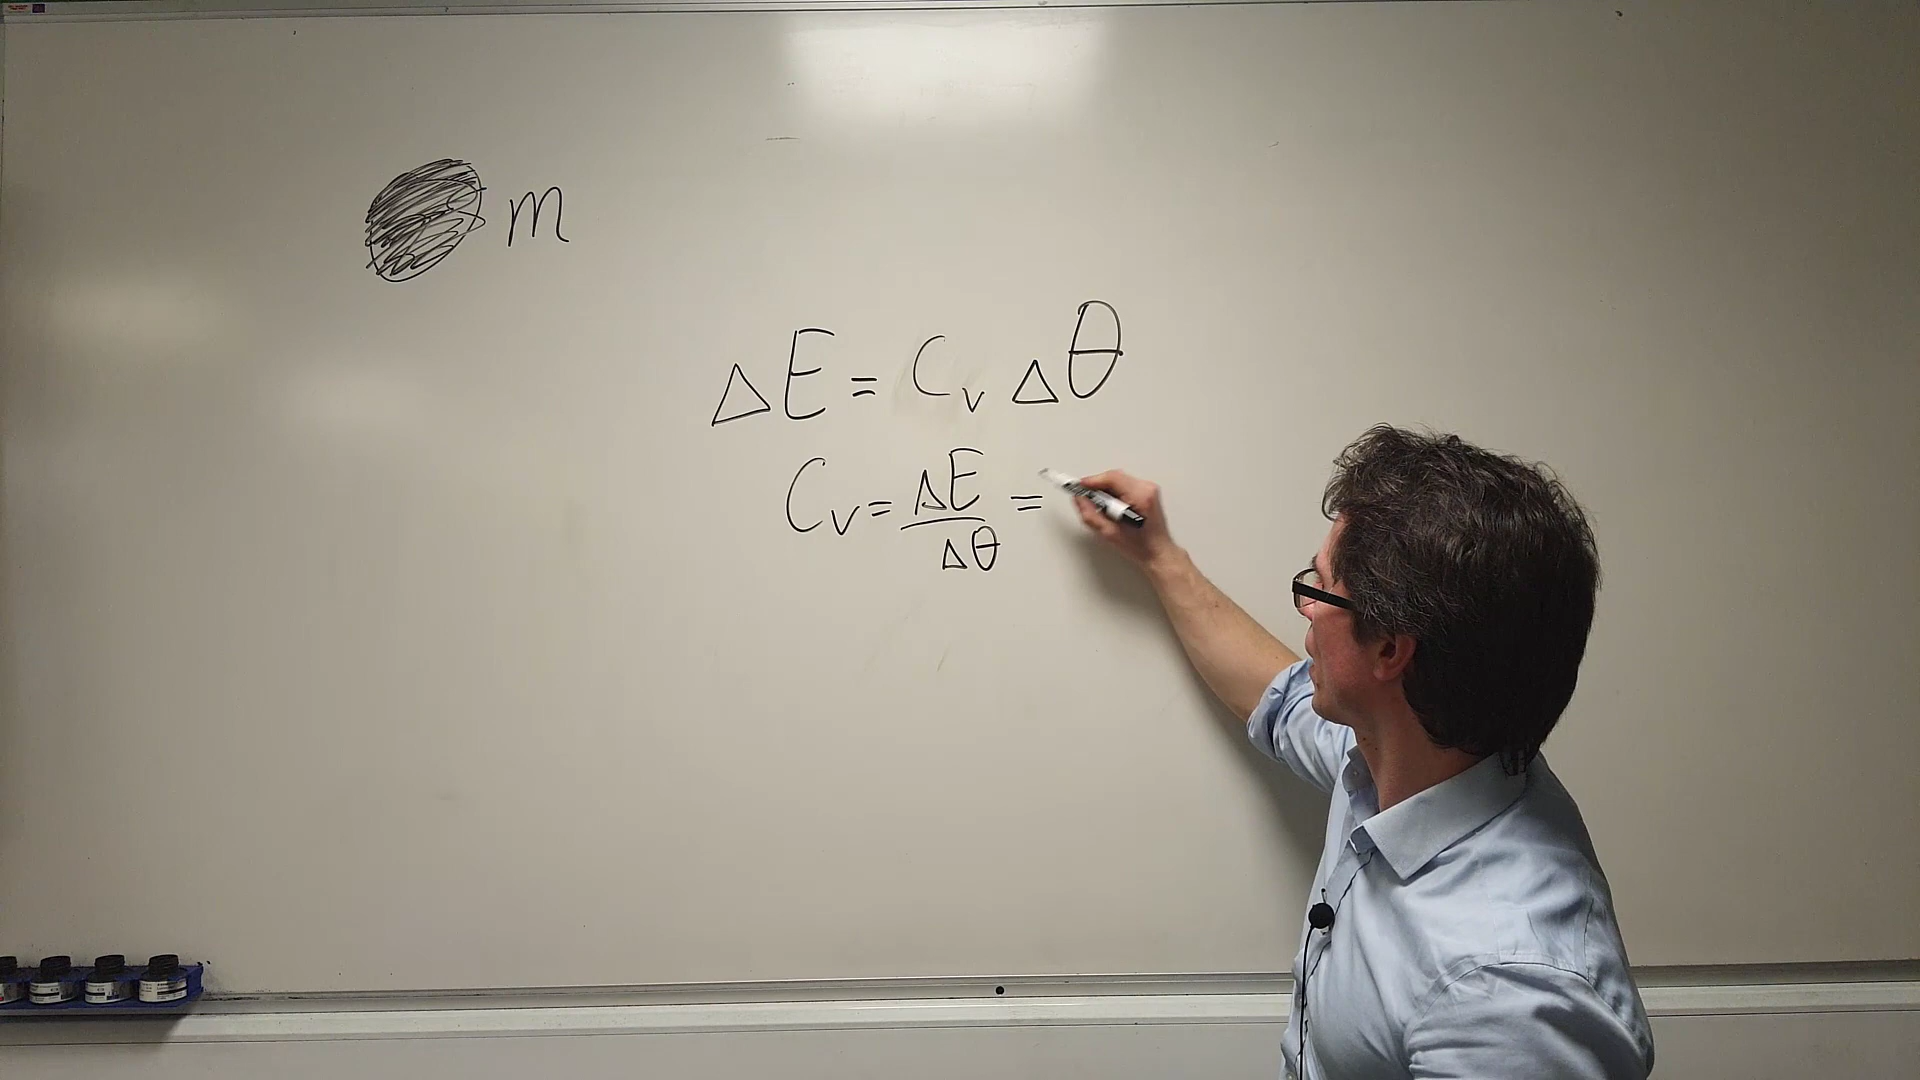 m
ΔE = Cv Δθ
Cv = ΔE/Δθ =